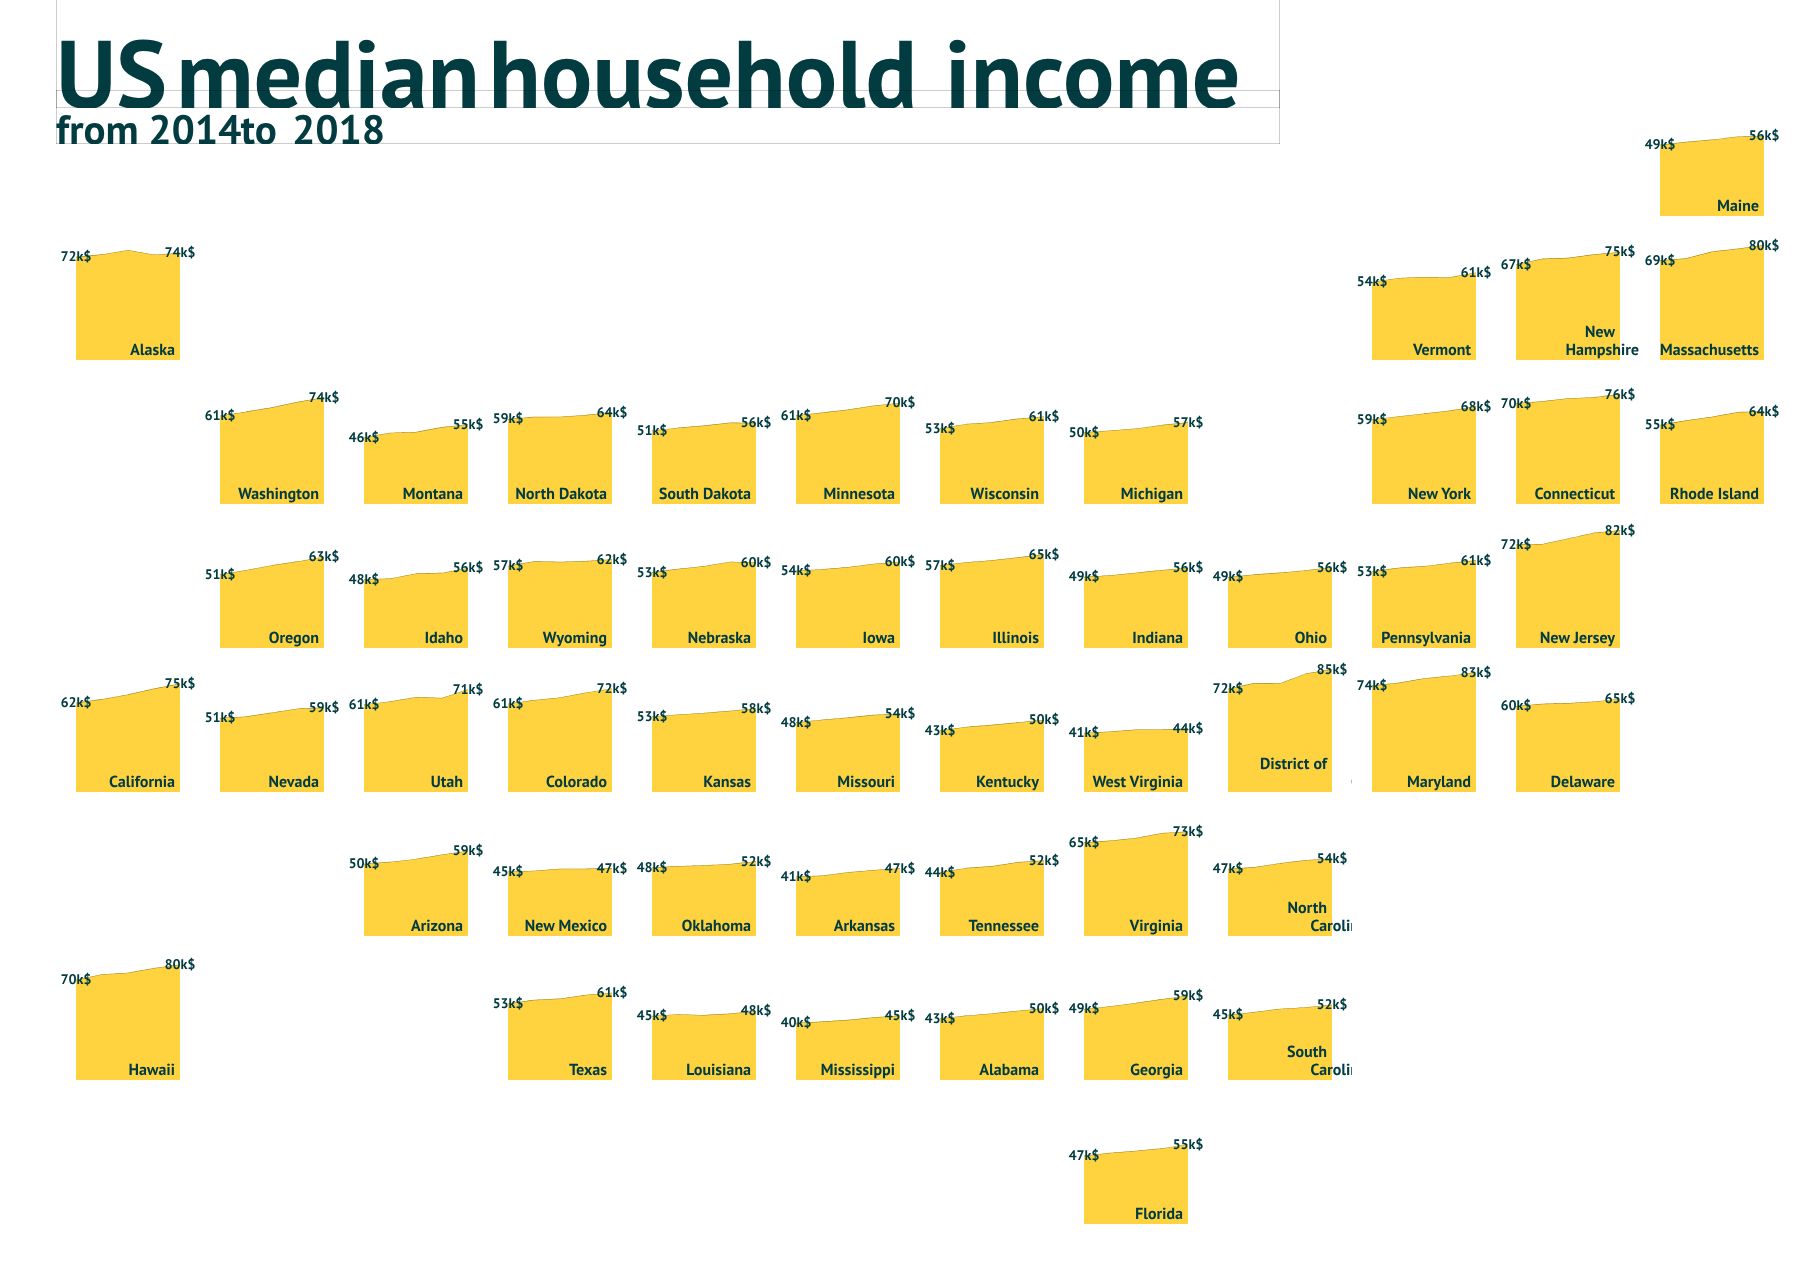 US median household income
from 2014 to 2018
49k$ 56k$
Maine
72k$ 74k$
Alaska
54k$ 61k$
Vermont
67k$ 75k$
New
Hampshire
69k$ 80k$
Massachusetts
61k$ 74k$
Washington
46k$ 55k$
Montana
59k$ 64k$
North Dakota
51k$ 56k$
South Dakota
61k$ 70k$
Minnesota
53k$ 61k$
Wisconsin
50k$ 57k$
Michigan
59k$ 68k$
New York
70k$ 76k$
Connecticut
55k$ 64k$
Rhode Island
51k$ 63k$
Oregon
48k$ 56k$
Idaho
57k$ 62k$
Wyoming
53k$ 60k$
Nebraska
54k$ 60k$
Iowa
57k$ 65k$
Illinois
49k$ 56k$
Indiana
49k$ 56k$
Ohio
53k$ 61k$
Pennsylvania
72k$ 82k$
New Jersey
62k$ 75k$
California
51k$ 59k$
Nevada
61k$ 71k$
Utah
61k$ 72k$
Colorado
53k$ 58k$
Kansas
48k$ 54k$
Missouri
43k$ 50k$
Kentucky
41k$ 44k$
West Virginia
72k$ 85k$
District of
74k$ 83k$
Maryland
60k$ 65k$
Delaware
50k$ 59k$
Arizona
45k$ 47k$
New Mexico
48k$ 52k$
Oklahoma
41k$ 47k$
Arkansas
44k$ 52k$
Tennessee
65k$ 73k$
Virginia
47k$ 54k$
North
Caroli
70k$ 80k$
Hawaii
53k$ 61k$
Texas
45k$ 48k$
Louisiana
40k$ 45k$
Mississippi
43k$ 50k$
Alabama
49k$ 59k$
Georgia
45k$ 52k$
South
Caroli
47k$ 55k$
Florida